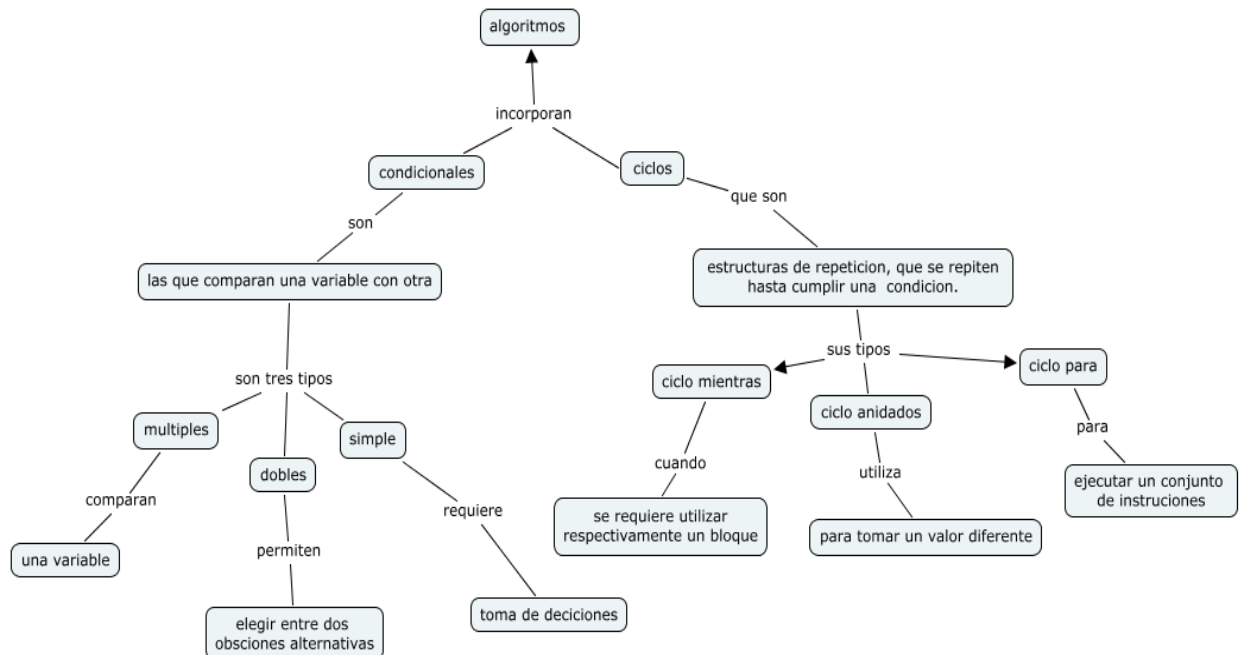 algoritmos
incorporan
condicionales
ciclos
que son
son
las que comparan una variable con otra
estructuras de repeticion, que se repiten
hasta cumplir una condicion.
sus tipos
son tres tipos
ciclo mientras
ciclo anidados
ciclo para
multiples
dobles
simple
para
cuando
utiliza
comparan
requiere
permiten
ejecutar un conjunto
de instruciones
se requiere utilizar
respectivamente un bloque
para tomar un valor diferente
una variable
elegir entre dos
obsciones alternativas
toma de deciciones